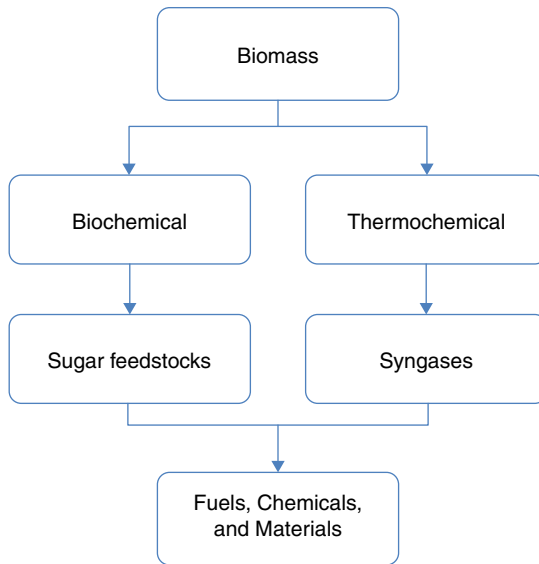 Biomass
Biochemical
Thermochemical
Sugar feedstocks
Syngases
Fuels, Chemicals,
and Materials